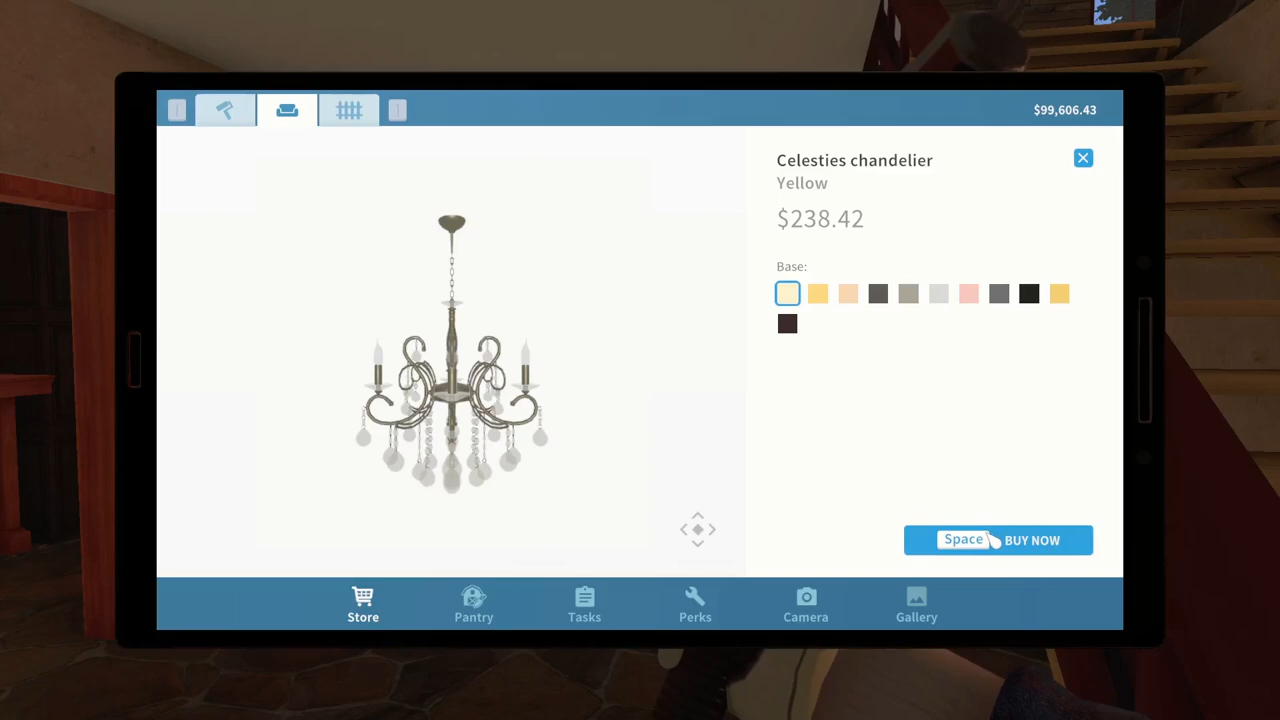 $99,606.43
Celesties chandelier
Yellow
$238.42
Base:
Space BUY NOW
Store Pantry Tasks Perks Camera Gallery